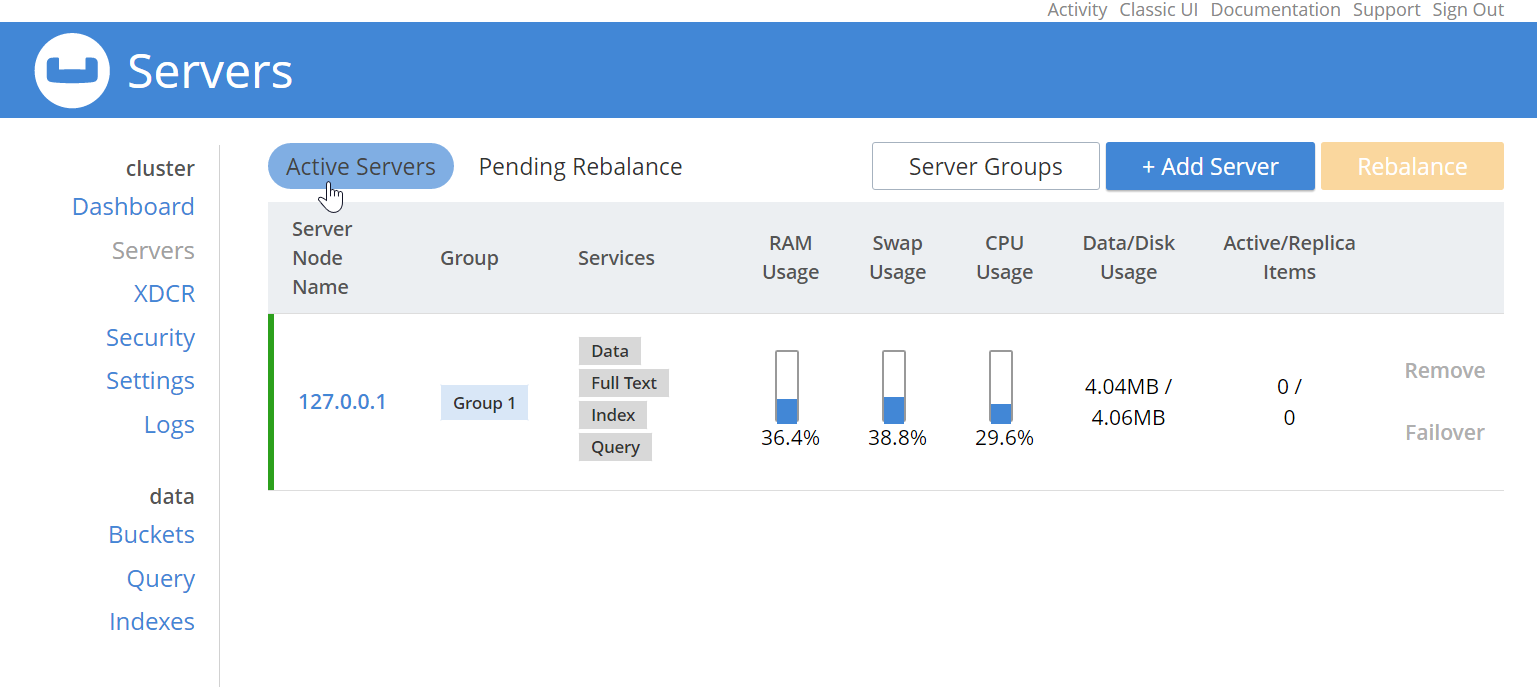 Activity Classic UI Documentation Support Sign Out
Servers
cluster
Dashboard
Servers
XDCR
Security
Settings
Logs
data
Buckets
Query
Indexes
Active Servers Pending Rebalance Server Groups + Add Server Rebalance
Server
Node
Name
Group
Services
RAM
Usage
Swap
Usage
CPU
Usage
Data/Disk
Usage
Active/Replica
Items
127.0.0.1
Group 1
Data
Full Text
Index
Query
36.4%
38.8%
29.6%
4.04MB /
4.06MB
0 /
0
Remove
Failover